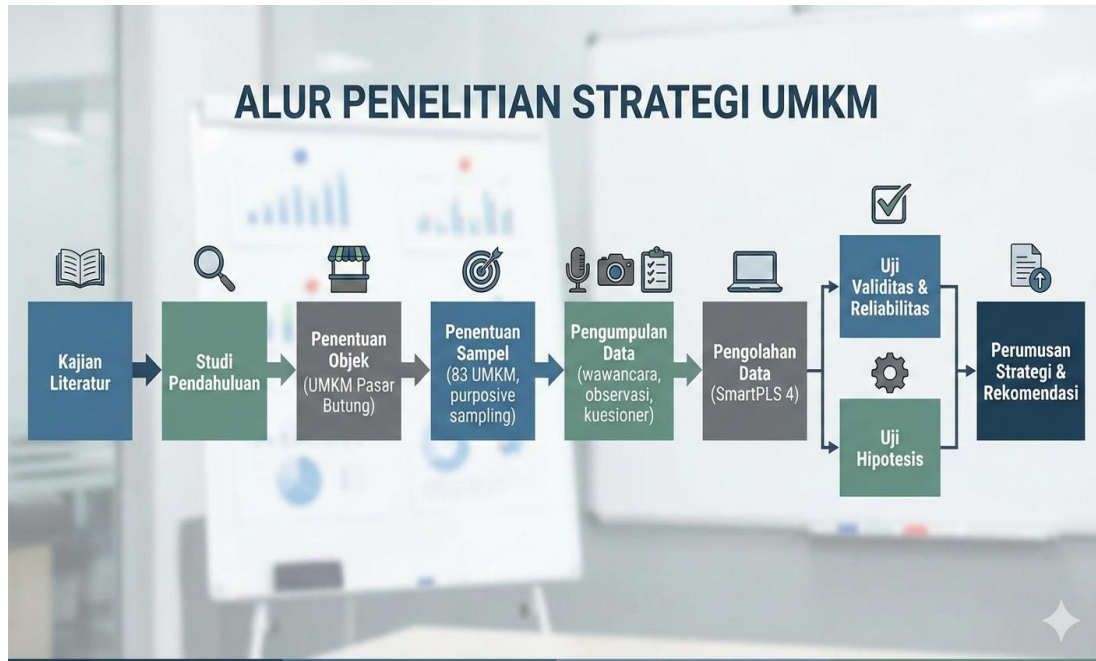 ALUR PENELITIAN STRATEGI UMKM
Kajian
Literatur
Studi
Pendahuluan
Penentuan
Objek
(UMKM Pasar
Butung)
Penentuan
Sampel
(83 UMKM,
purposive
sampling)
Pengumpulan
Data
(wawancara,
observasi,
kuesioner)
Pengolahan
Data
(SmartPLS 4)
Uji
Validitas &
Reliabilitas
Uji
Hipotesis
Perumusan
Strategi &
Rekomendasi